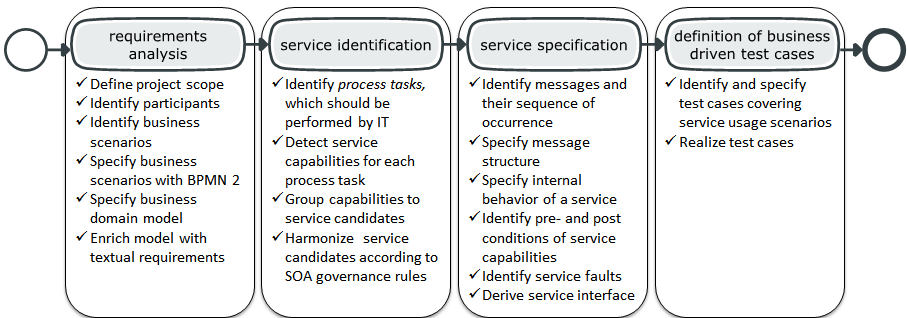 requirements
analysis
✓ Define project scope
✓ Identify participants
✓ Identify business
scenarios
✓ Specify business
scenarios with BPMN 2
✓ Specify business
domain model
✓ Enrich model with
textual requirements
service identification
✓ Identify process tasks,
which should be
performed by IT
✓ Detect service
capabilities for each
process task
✓ Group capabilities to
service candidates
✓ Harmonize service
candidates according to
SOA governance rules
service specification
✓ Identify messages and
their sequence of
occurrence
✓ Specify message
structure
✓ Specify internal
behavior of a service
✓ Identify pre- and post
conditions of service
capabilities
✓ Identify service faults
✓ Derive service interface
definition of business
driven test cases
✓ Identify and specify
test cases covering
service usage scenarios
✓ Realize test cases